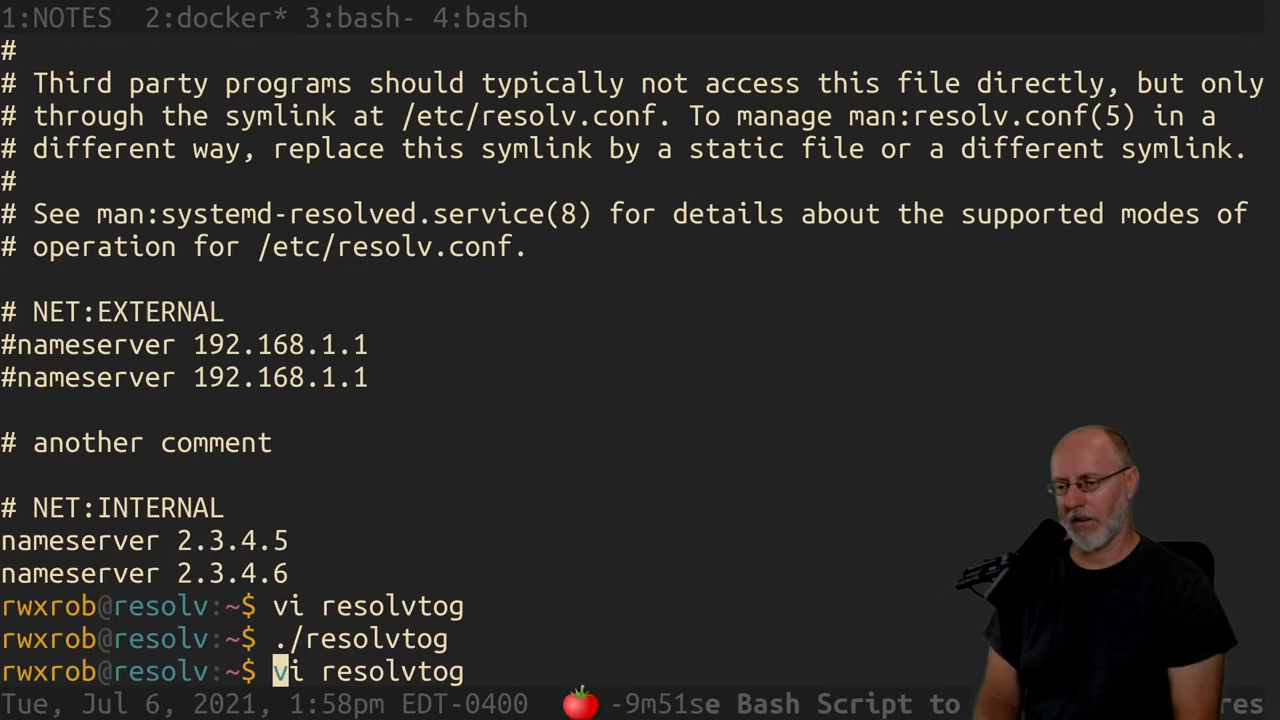 1:NOTES 2:docker* 3:bash- 4:bash
#
# Third party programs should typically not access this file directly, but only
# through the symlink at /etc/resolv.conf. To manage man:resolv.conf(5) in a
# different way, replace this symlink by a static file or a different symlink.
#
# See man:systemd-resolved.service(8) for details about the supported modes of
# operation for /etc/resolv.conf.
# NET:EXTERNAL
#nameserver 192.168.1.1
#nameserver 192.168.1.1
# another comment
# NET:INTERNAL
nameserver 2.3.4.5
nameserver 2.3.4.6
rwxrob@resolv:~$ vi resolvtog
rwxrob@resolv:~$ ./resolvtog
rwxrob@resolv:~$ vi resolvtog
Tue, Jul 6, 2021, 1:58pm EDT-0400 🍅 -9m51se Bash Script to res